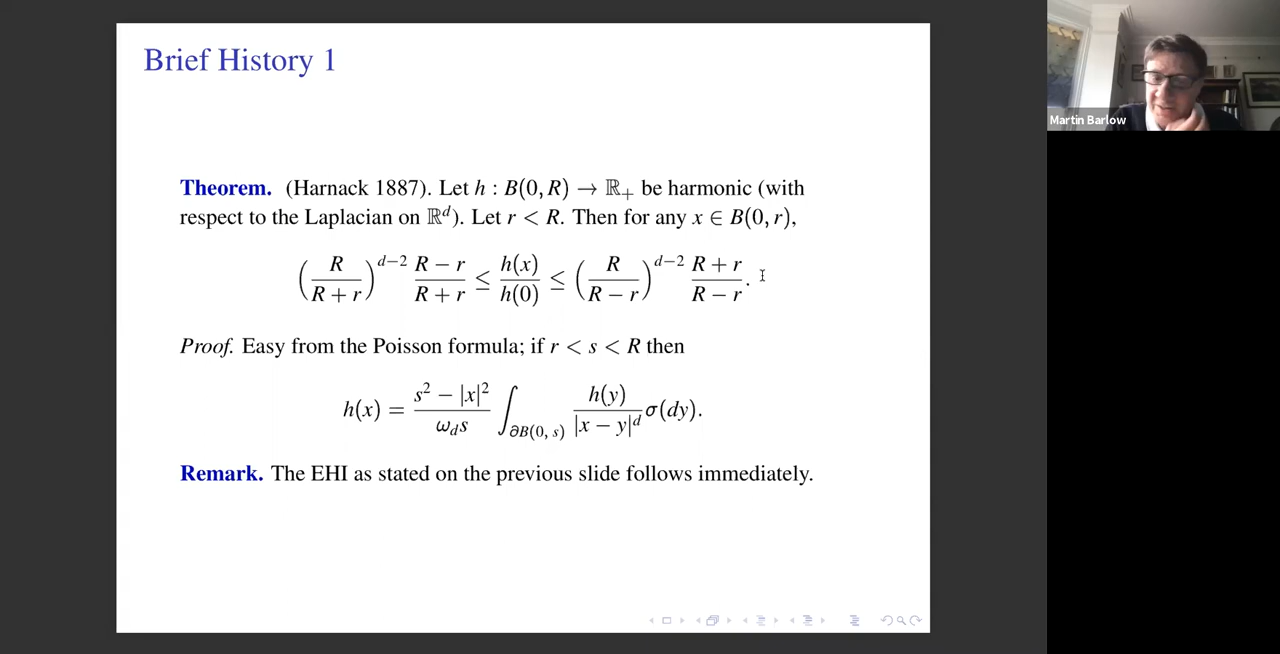 Brief History 1
Martin Barlow
Theorem. (Harnack 1887). Let h : B(0, R) → ℝ₊ be harmonic (with
respect to the Laplacian on ℝᵈ). Let r < R. Then for any x ∈ B(0, r),
(R/(R + r))^{d−2} (R − r)/(R + r) ≤ h(x)/h(0) ≤ (R/(R − r))^{d−2} (R + r)/(R − r).
Proof. Easy from the Poisson formula; if r < s < R then
h(x) = (s² − |x|²)/(ω_d s) ∫_{∂B(0, s)} h(y)/|x − y|^d σ(dy).
Remark. The EHI as stated on the previous slide follows immediately.